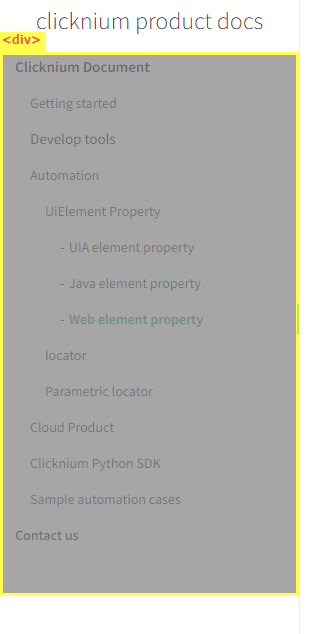 clicknium product docs
<div>
Clicknium Document
Getting started
Develop tools
Automation
UiElement Property
- UIA element property
- Java element property
- Web element property
locator
Parametric locator
Cloud Product
Clicknium Python SDK
Sample automation cases
Contact us